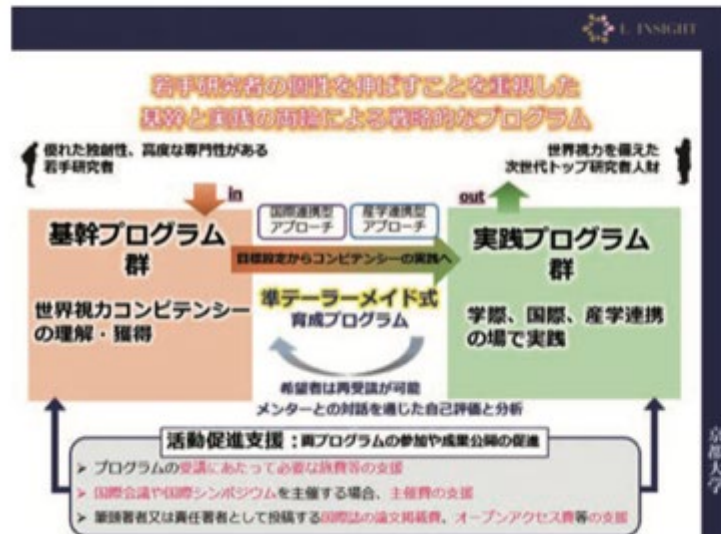 L INSIGHT
若手研究者の個性を伸ばすことを重視した
基幹と実践の両輪による戦略的なプログラム
優れた独創性、高度な専門性がある
若手研究者
世界視力を備えた
次世代トップ研究者人財
in
out
国際連携型
アプローチ
産学連携型
アプローチ
基幹プログラム
群
世界視力コンピテンシー
の理解・獲得
目標設定からコンピテンシーの実践へ
準テーラーメイド式
育成プログラム
希望者は再受講が可能
メンターとの対話を通じた自己評価と分析
実践プログラム
群
学際、国際、産学連携
の場で実践
活動促進支援：両プログラムの参加や成果公開の促進
➢ プログラムの受講にあたって必要な旅費等の支援
➢ 国際会議や国際シンポジウムを主催する場合、主催費の支援
➢ 筆頭著者又は責任著者として投稿する国際誌の論文掲載費、オープンアクセス費等の支援
京都大学